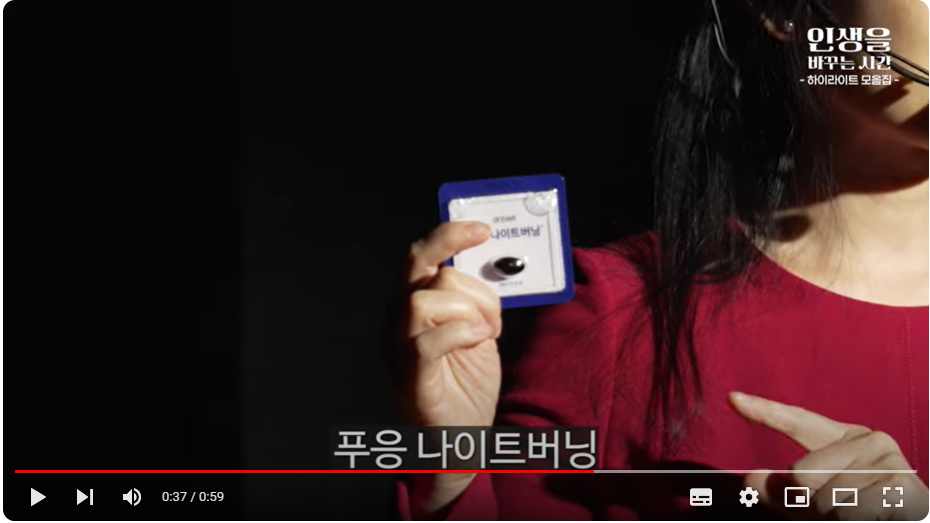 인생을
바꾸는 시간
- 하이라이트 모음집 -
나이트버닝
푸응 나이트버닝
0:37 / 0:59